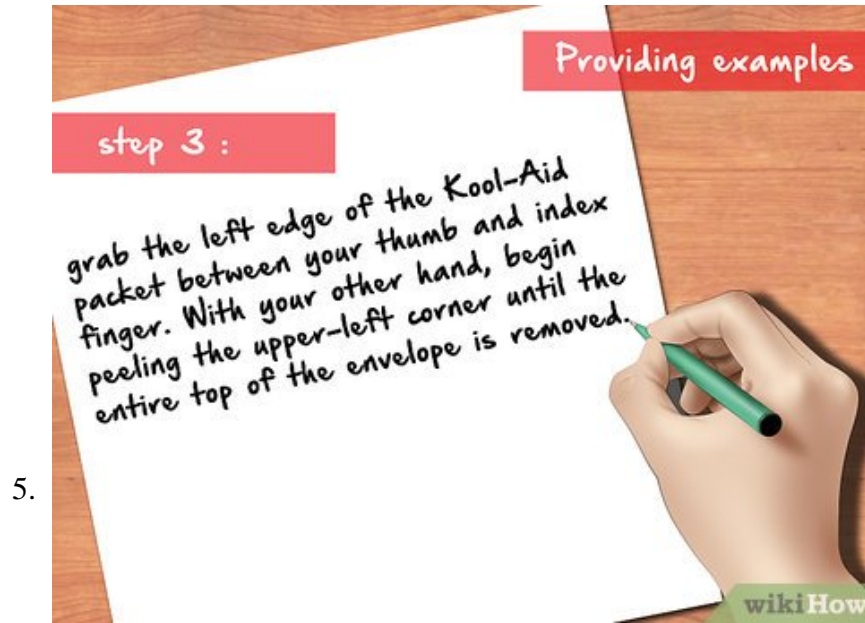 Providing examples
step 3 :
grab the left edge of the Kool-Aid
packet between your thumb and index
finger. With your other hand, begin
peeling the upper-left corner until the
entire top of the envelope is removed.
5.
wikiHow